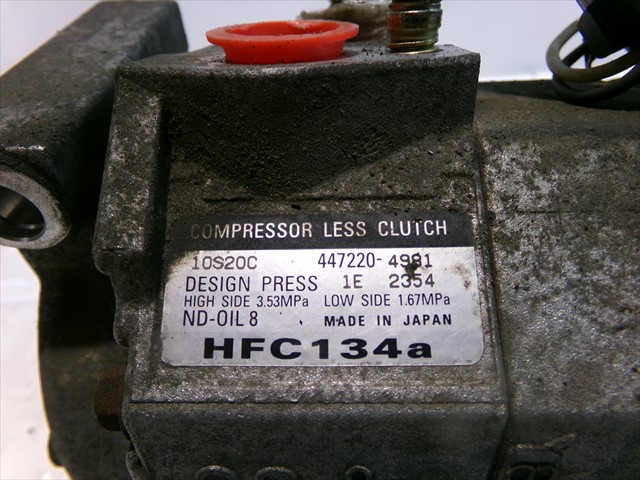 COMPRESSOR LESS CLUTCH
10S20C 447220-4981
DESIGN PRESS 1E 2354
HIGH SIDE 3.53MPa LOW SIDE 1.67MPa
ND-OIL 8 MADE IN JAPAN
HFC134a